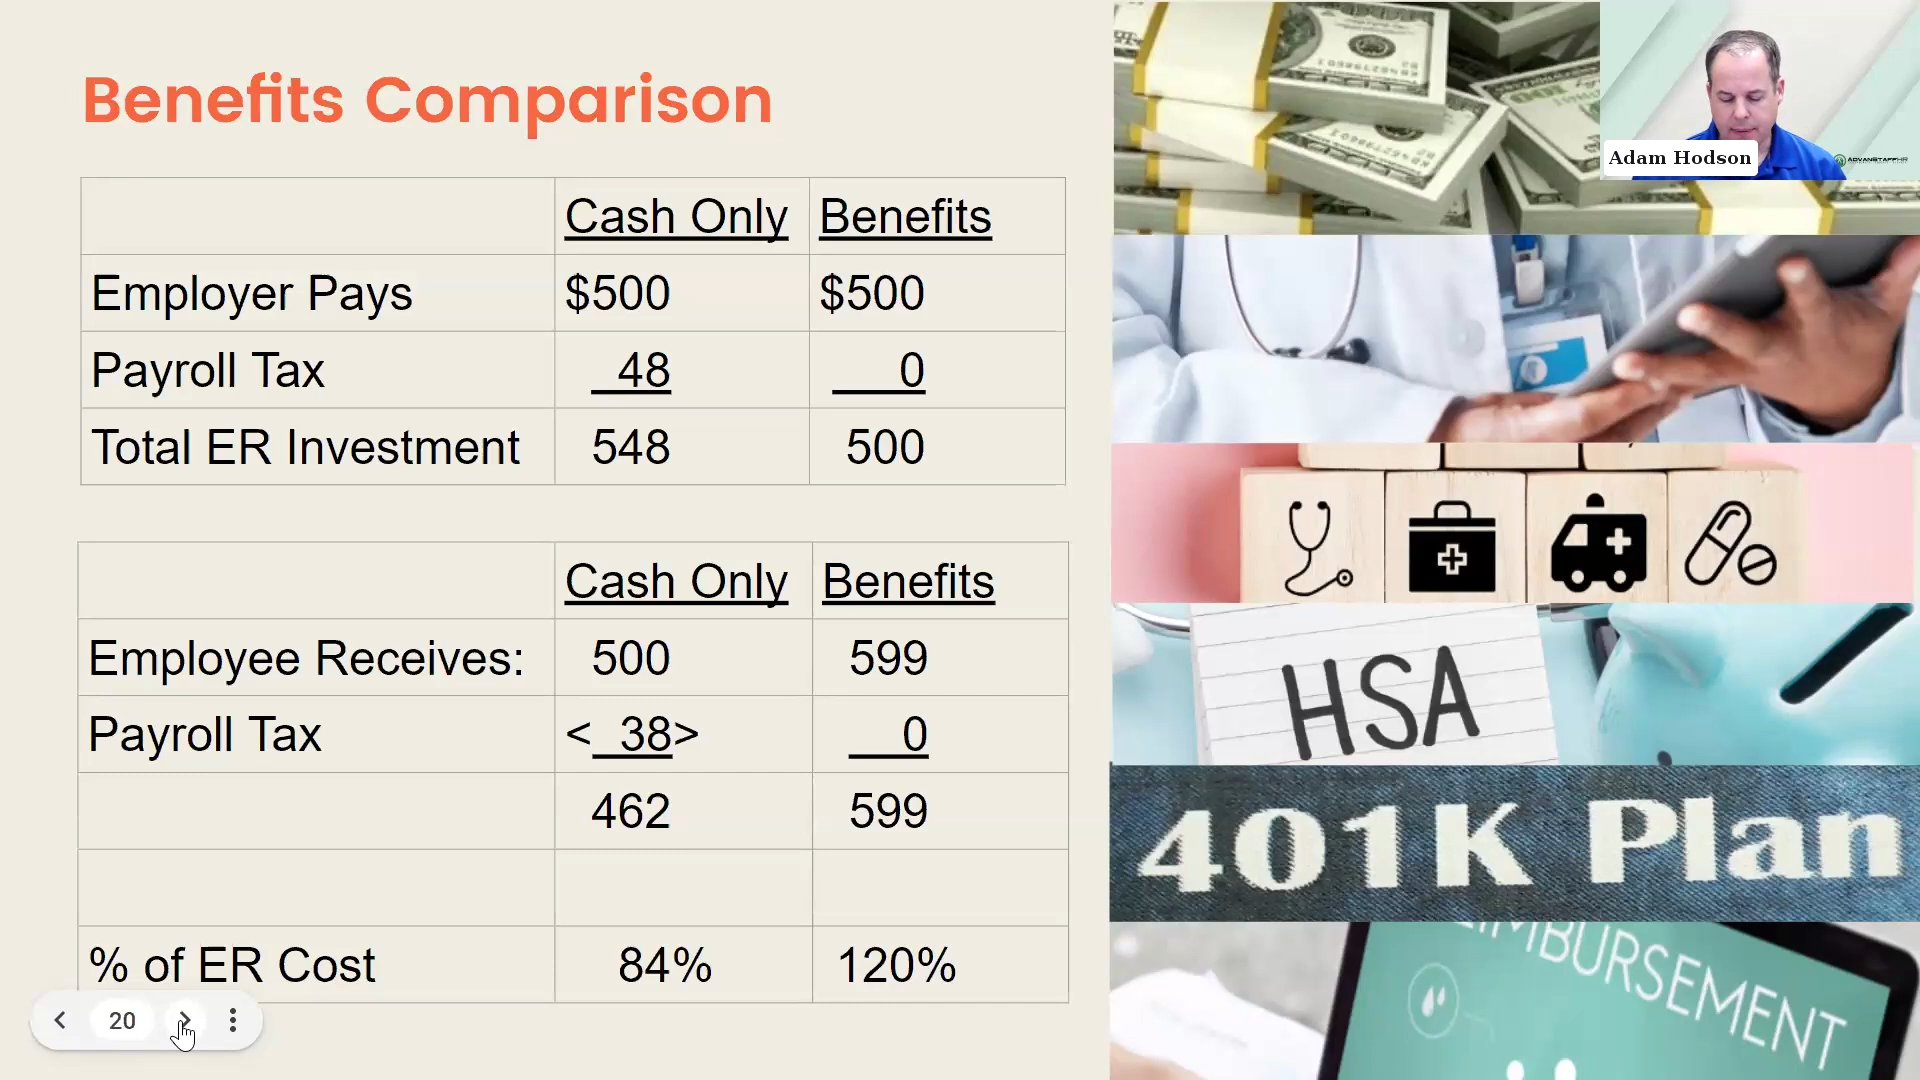 Benefits Comparison
Cash Only Benefits
Employer Pays $500 $500
Payroll Tax 48 0
Total ER Investment 548 500
Cash Only Benefits
Employee Receives: 500 599
Payroll Tax < 38> 0
462 599
% of ER Cost 84% 120%
20
Adam Hodson
ADVANSTAFFHR
HSA
401K Plan